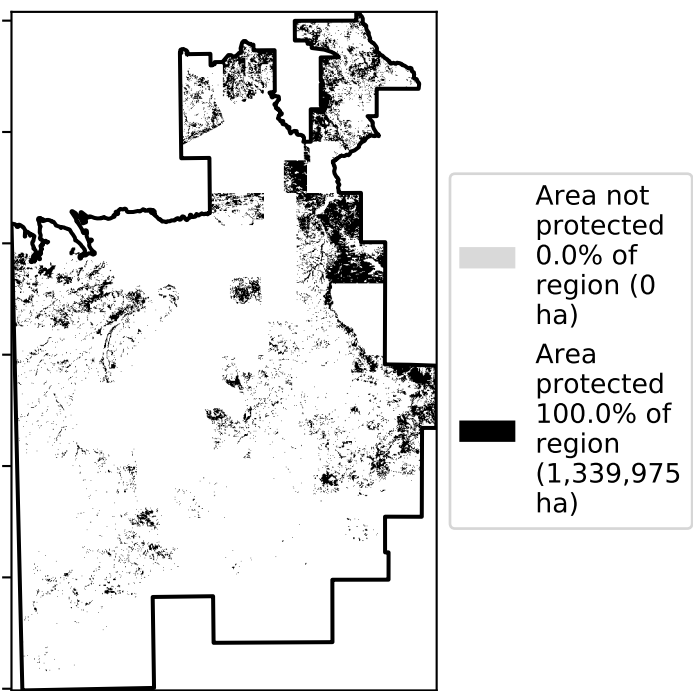 Area not
protected
0.0% of
region (0
ha)
Area
protected
100.0% of
region
(1,339,975
ha)